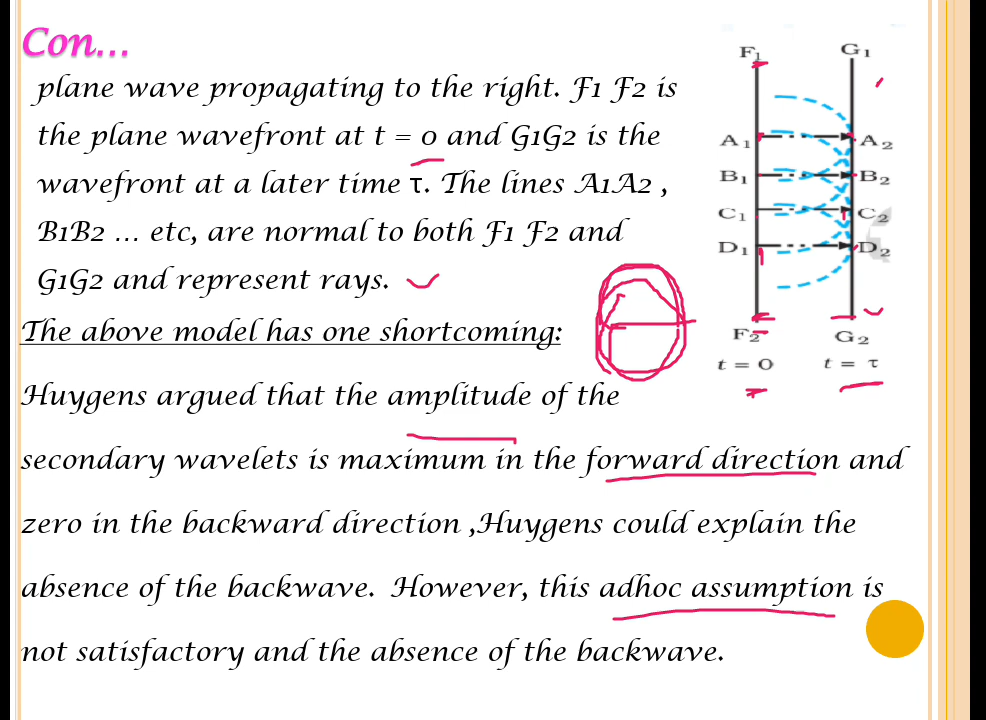 Con...
plane wave propagating to the right. F1 F2 is
the plane wavefront at t = 0 and G1G2 is the
wavefront at a later time τ. The lines A1A2 ,
B1B2 ... etc, are normal to both F1 F2 and
G1G2 and represent rays.
The above model has one shortcoming:
Huygens argued that the amplitude of the
secondary wavelets is maximum in the forward direction and
zero in the backward direction ,Huygens could explain the
absence of the backwave. However, this adhoc assumption is
not satisfactory and the absence of the backwave.
F1 G1
A1 A2
B1 B2
C1 C2
D1 D2
F2 G2
t = 0 t = τ